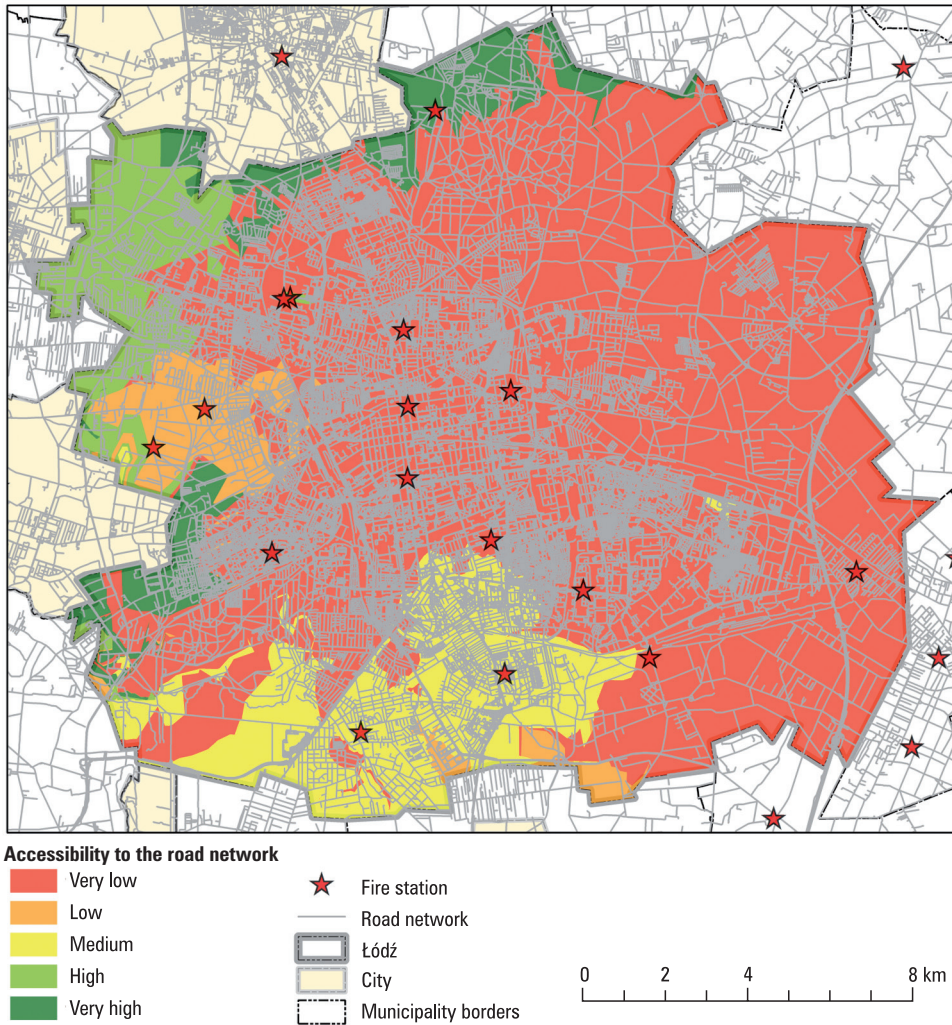 Accessibility to the road network
Very low
Low
Medium
High
Very high
Fire station
Road network
Łódź
City
Municipality borders
0 2 4 8 km